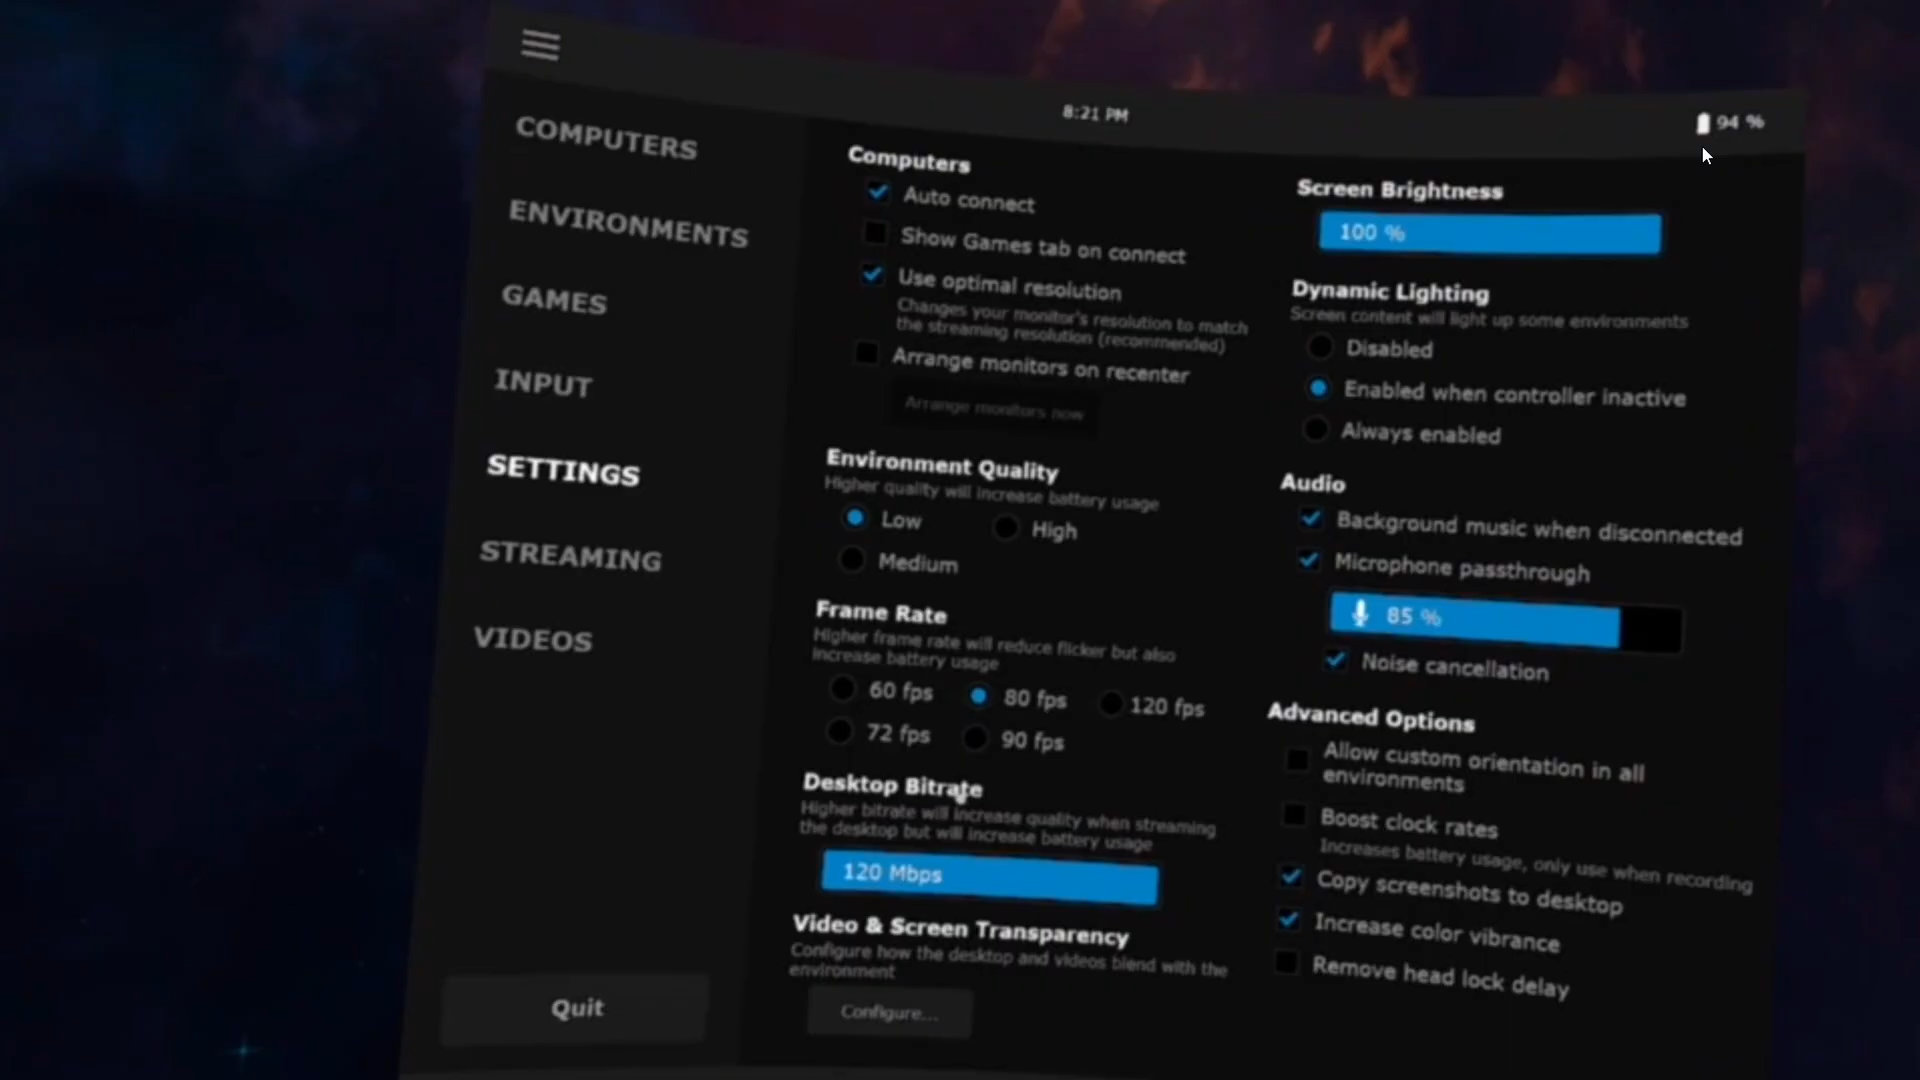 8:21 PM
94 %
COMPUTERS
ENVIRONMENTS
GAMES
INPUT
SETTINGS
STREAMING
VIDEOS
Quit
Computers
Auto connect
Show Games tab on connect
Use optimal resolution
Changes your monitor's resolution to match
the streaming resolution (recommended)
Arrange monitors on recenter
Arrange monitors now
Environment Quality
Higher quality will increase battery usage
Low
High
Medium
Frame Rate
Higher frame rate will reduce flicker but also
increase battery usage
60 fps
80 fps
120 fps
72 fps
90 fps
Desktop Bitrate
Higher bitrate will increase quality when streaming
the desktop but will increase battery usage
120 Mbps
Video & Screen Transparency
Configure how the desktop and videos blend with the
environment
Configure...
Screen Brightness
100 %
Dynamic Lighting
Screen content will light up some environments
Disabled
Enabled when controller inactive
Always enabled
Audio
Background music when disconnected
Microphone passthrough
85 %
Noise cancellation
Advanced Options
Allow custom orientation in all
environments
Boost clock rates
Increases battery usage, only use when recording
Copy screenshots to desktop
Increase color vibrance
Remove head lock delay